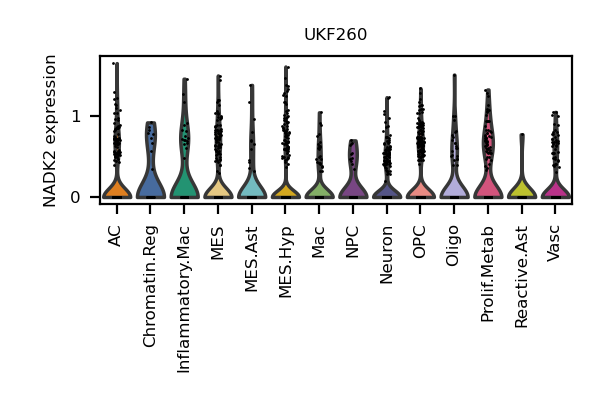 UKF260
NADK2 expression
1
0
AC
Chromatin.Reg
Inflammatory.Mac
MES
MES.Ast
MES.Hyp
Mac
NPC
Neuron
OPC
Oligo
Prolif.Metab
Reactive.Ast
Vasc